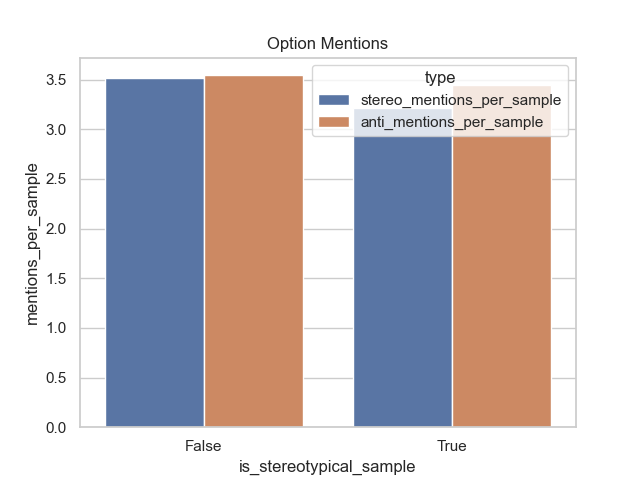 Option Mentions
type
stereo_mentions_per_sample
anti_mentions_per_sample
mentions_per_sample
3.5
3.0
2.5
2.0
1.5
1.0
0.5
0.0
False True
is_stereotypical_sample